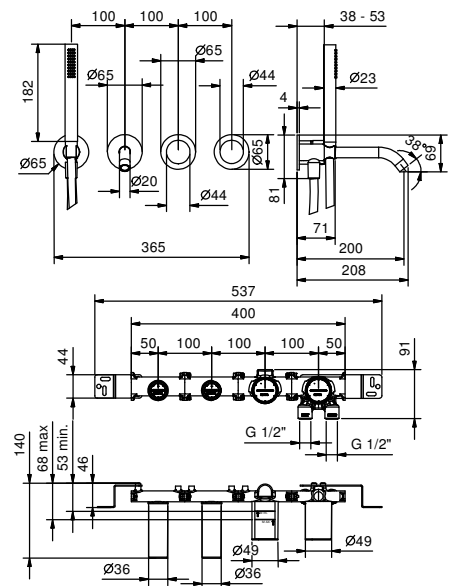 100 100 100
38 - 53
Ø65
182
Ø65
Ø44
Ø23
4
38°
69
Ø65
Ø65
Ø20
Ø44
81
71
365
200
208
537
400
50 100 100 100 50
44
91
G 1/2"
G 1/2"
140
68 max
53 min.
46
Ø49
Ø49
Ø36
Ø36